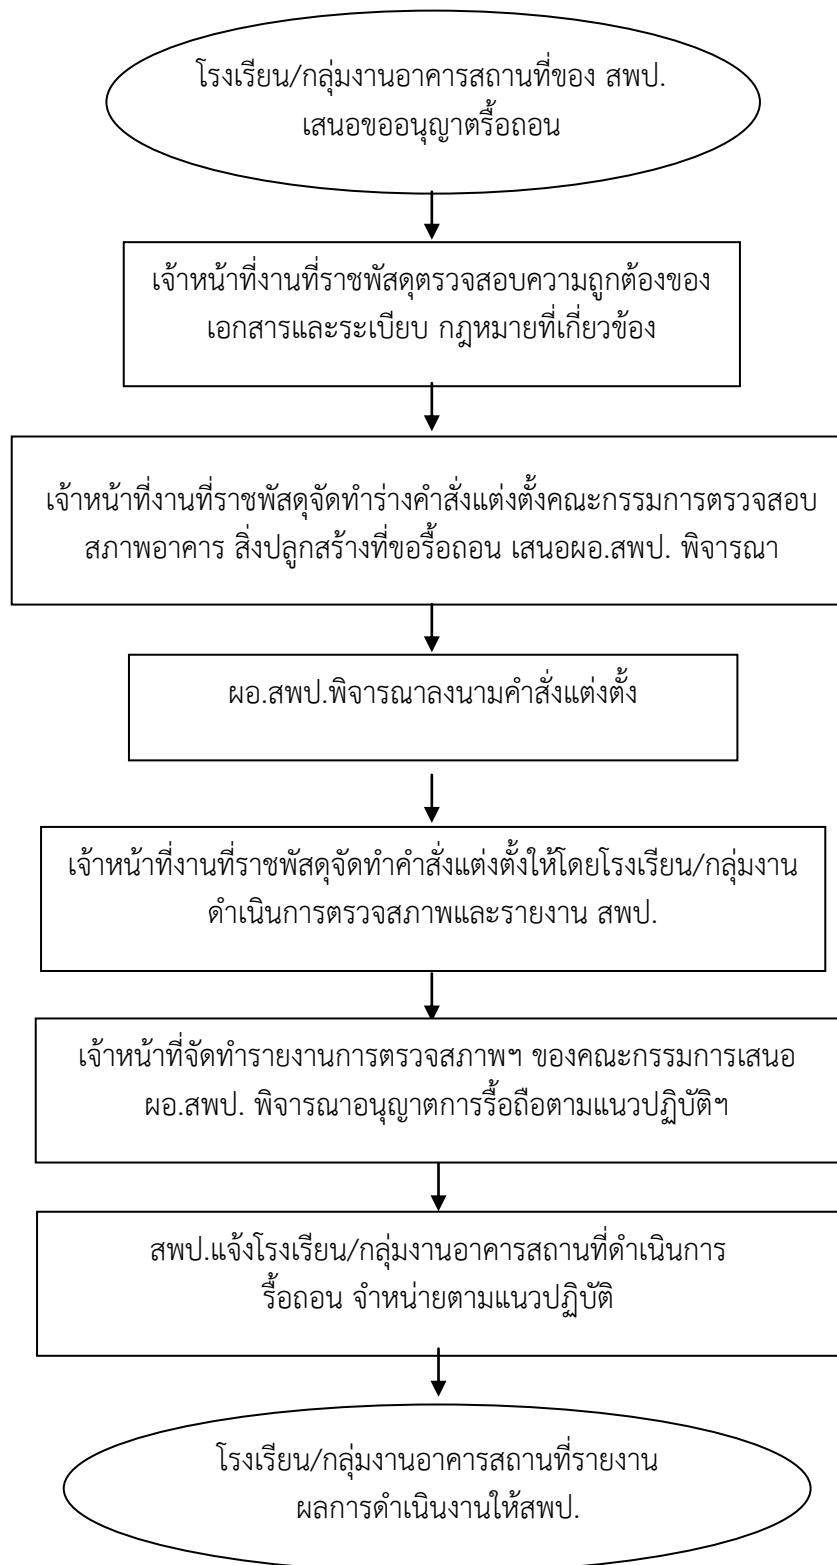 โรงเรียน/กลุ่มงานอาคารสถานที่ของ สพป.
เสนอขออนุญาตรื้อถอน
เจ้าหน้าที่งานที่ราชพัสดุตรวจสอบความถูกต้องของ
เอกสารและระเบียบ กฎหมายที่เกี่ยวข้อง
เจ้าหน้าที่งานที่ราชพัสดุจัดทำร่างคำสั่งแต่งตั้งคณะกรรมการตรวจสอบ
สภาพอาคาร สิ่งปลูกสร้างที่ขอรื้อถอน เสนอผอ.สพป. พิจารณา
ผอ.สพป.พิจารณาลงนามคำสั่งแต่งตั้ง
เจ้าหน้าที่งานที่ราชพัสดุจัดทำคำสั่งแต่งตั้งให้โดยโรงเรียน/กลุ่มงาน
ดำเนินการตรวจสภาพและรายงาน สพป.
เจ้าหน้าที่จัดทำรายงานการตรวจสภาพฯ ของคณะกรรมการเสนอ
ผอ.สพป. พิจารณาอนุญาตการรื้อถือตามแนวปฏิบัติฯ
สพป.แจ้งโรงเรียน/กลุ่มงานอาคารสถานที่ดำเนินการ
รื้อถอน จำหน่ายตามแนวปฏิบัติ
โรงเรียน/กลุ่มงานอาคารสถานที่รายงาน
ผลการดำเนินงานให้สพป.